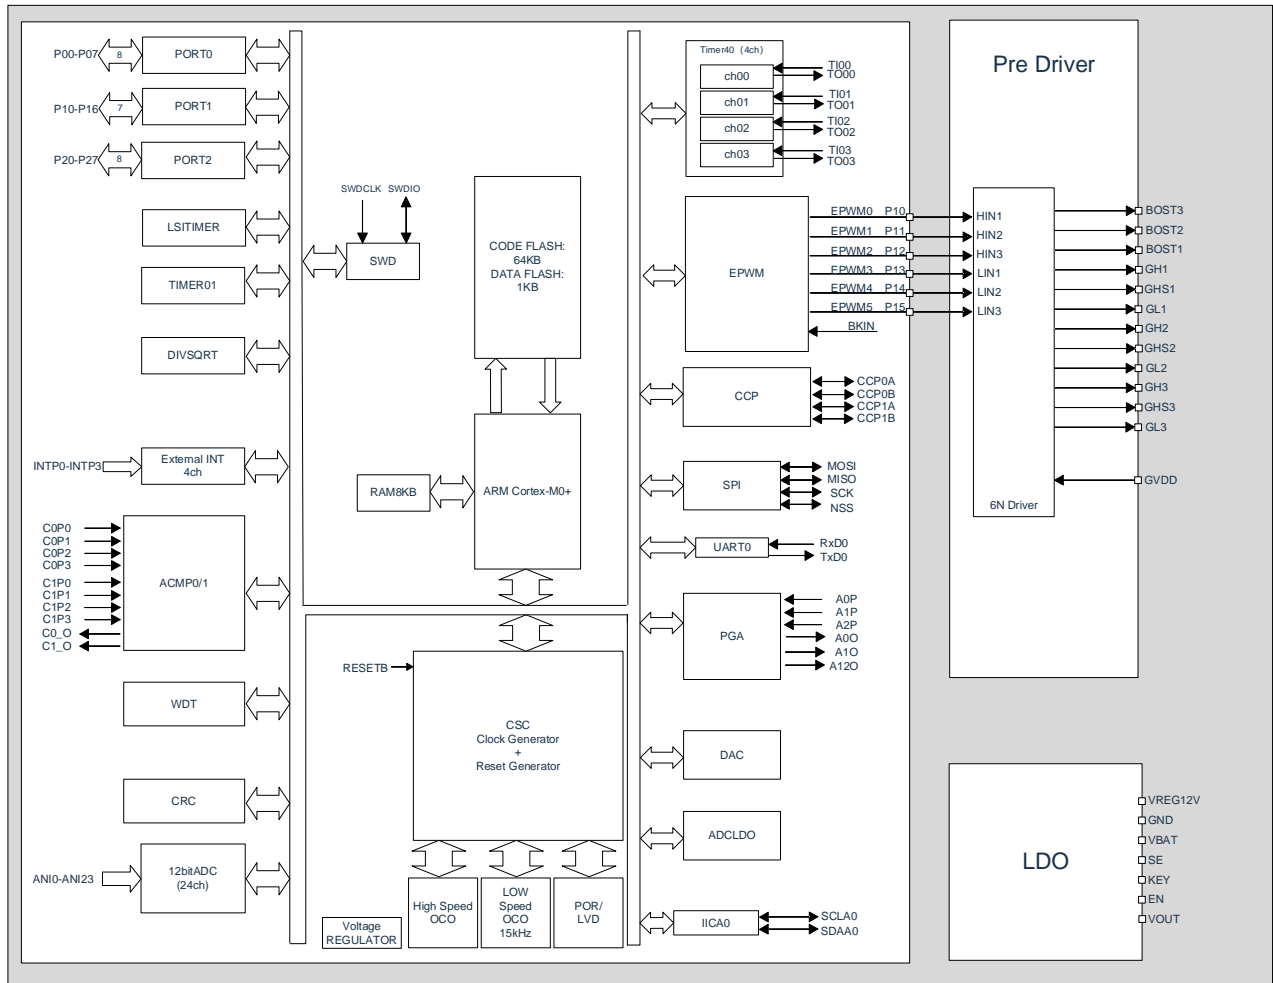 P00-P07
8
PORT0
P10-P16
7
PORT1
P20-P27
8
PORT2
LSITIMER
TIMER01
DIVSQRT
INTP0-INTP3
External INT
4ch
C0P0
C0P1
C0P2
C0P3
C1P0
C1P1
C1P2
C1P3
C0_O
C1_O
ACMP0/1
WDT
CRC
ANI0-ANI23
12bitADC
(24ch)
SWDCLK
SWDIO
SWD
CODE FLASH:
64KB
DATA FLASH:
1KB
RAM8KB
ARM Cortex-M0+
RESETB
CSC
Clock Generator
+
Reset Generator
Voltage
REGULATOR
High Speed
OCO
LOW
Speed
OCO
15kHz
POR/
LVD
Timer40 (4ch)
ch00
ch01
ch02
ch03
TI00
TO00
TI01
TO01
TI02
TO02
TI03
TO03
EPWM
EPWM0 P10
EPWM1 P11
EPWM2 P12
EPWM3 P13
EPWM4 P14
EPWM5 P15
BKIN
CCP
CCP0A
CCP0B
CCP1A
CCP1B
SPI
MOSI
MISO
SCK
NSS
UART0
RxD0
TxD0
PGA
A0P
A1P
A2P
A0O
A1O
A12O
DAC
ADCLDO
IICA0
SCLA0
SDAA0
Pre Driver
HIN1
HIN2
HIN3
LIN1
LIN2
LIN3
6N Driver
BOST3
BOST2
BOST1
GH1
GHS1
GL1
GH2
GHS2
GL2
GH3
GHS3
GL3
GVDD
LDO
VREG12V
GND
VBAT
SE
KEY
EN
VOUT